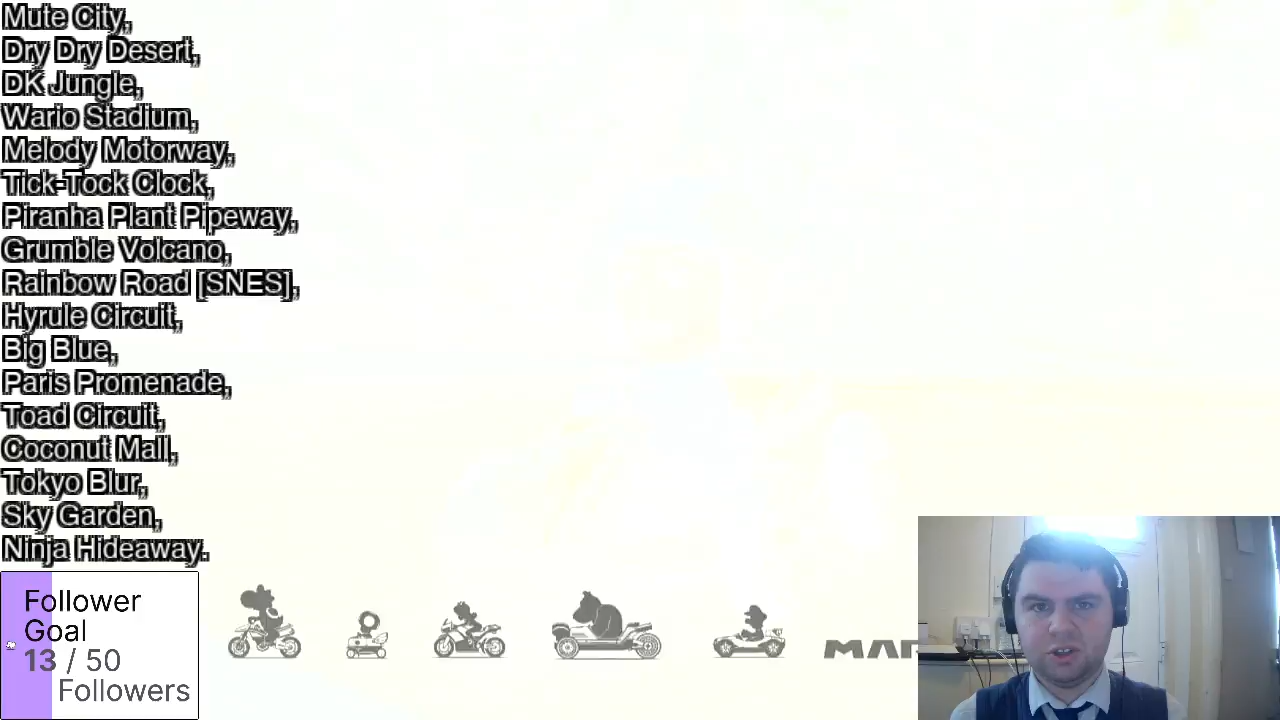 Mute City,
Dry Dry Desert,
DK Jungle,
Wario Stadium,
Melody Motorway,
Tick-Tock Clock,
Piranha Plant Pipeway,
Grumble Volcano,
Rainbow Road [SNES],
Hyrule Circuit,
Big Blue,
Paris Promenade,
Toad Circuit,
Coconut Mall,
Tokyo Blur,
Sky Garden,
Ninja Hideaway.
Follower
Goal
13 / 50
Followers
MAR